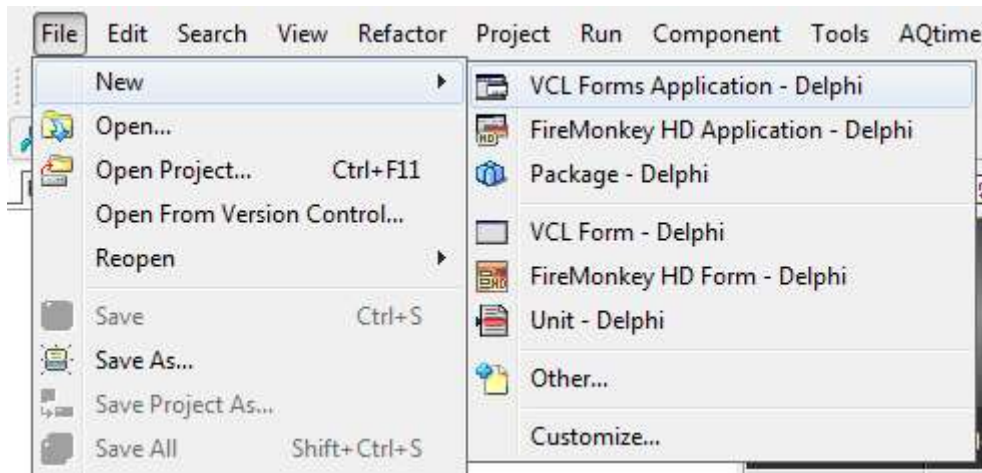 File Edit Search View Refactor Project Run Component Tools AQtime
New
Open...
Open Project... Ctrl+F11
Open From Version Control...
Reopen
Save Ctrl+S
Save As...
Save Project As...
Save All Shift+Ctrl+S
VCL Forms Application - Delphi
FireMonkey HD Application - Delphi
Package - Delphi
VCL Form - Delphi
FireMonkey HD Form - Delphi
Unit - Delphi
Other...
Customize...